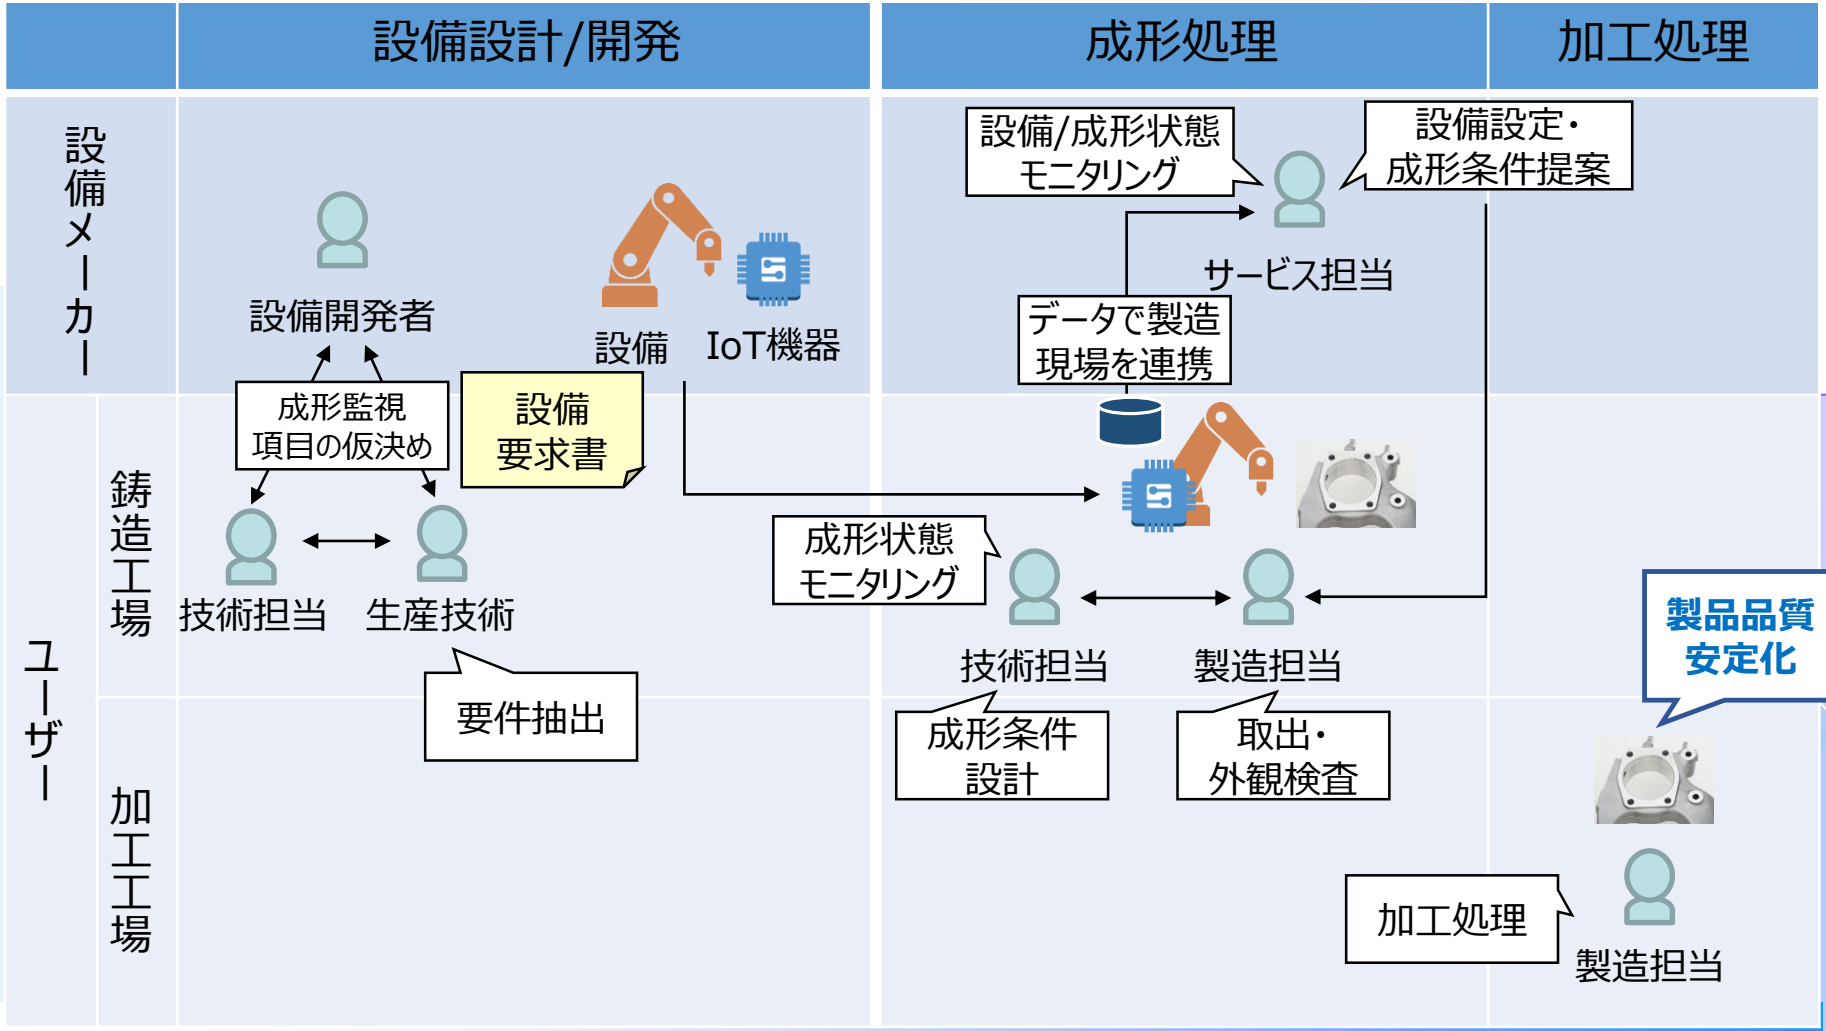 設備設計/開発
成形処理
加工処理
設備メーカー
設備開発者
設備
IoT機器
設備/成形状態
モニタリング
設備設定・
成形条件提案
サービス担当
データで製造
現場を連携
ユーザー
鋳造工場
成形監視
項目の仮決め
設備
要求書
技術担当
生産技術
要件抽出
成形状態
モニタリング
技術担当
製造担当
成形条件
設計
取出・
外観検査
製品品質
安定化
加工工場
加工処理
製造担当